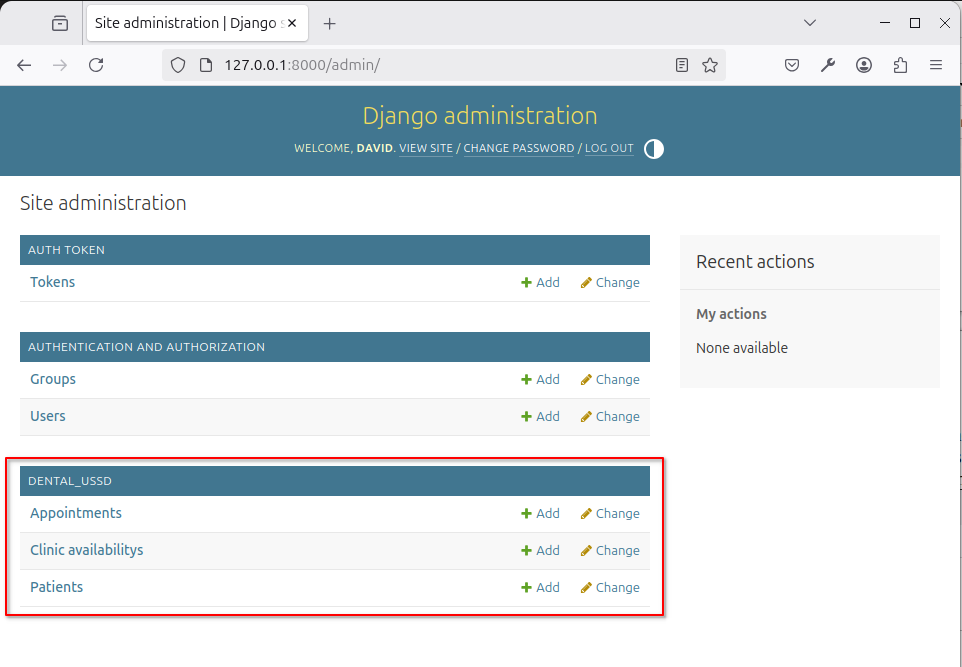 Site administration | Django s
127.0.0.1:8000/admin/
Django administration
WELCOME, DAVID. VIEW SITE / CHANGE PASSWORD / LOG OUT
Site administration
AUTH TOKEN
Tokens Add Change
AUTHENTICATION AND AUTHORIZATION
Groups Add Change
Users Add Change
DENTAL_USSD
Appointments Add Change
Clinic availabilitys Add Change
Patients Add Change
Recent actions
My actions
None available